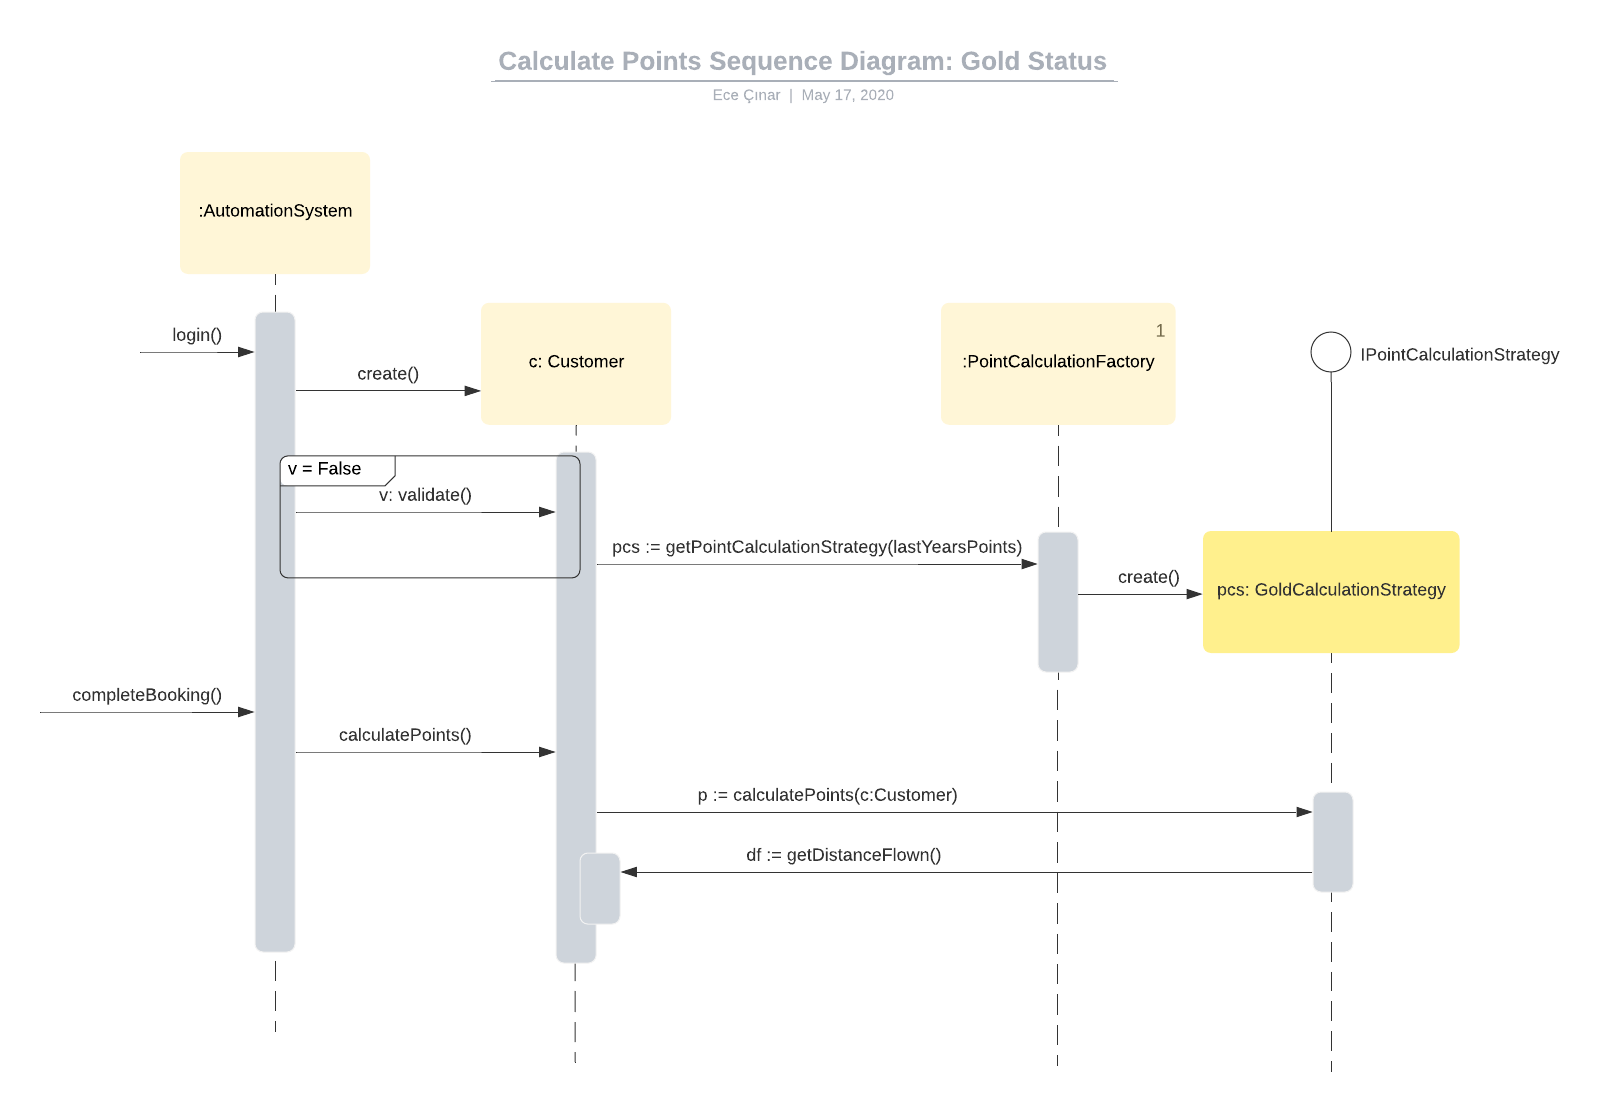 Calculate Points Sequence Diagram: Gold Status
Ece Çınar | May 17, 2020
:AutomationSystem
login()
create()
c: Customer
1
:PointCalculationFactory
IPointCalculationStrategy
v = False
v: validate()
pcs := getPointCalculationStrategy(lastYearsPoints)
create()
pcs: GoldCalculationStrategy
completeBooking()
calculatePoints()
p := calculatePoints(c:Customer)
df := getDistanceFlown()